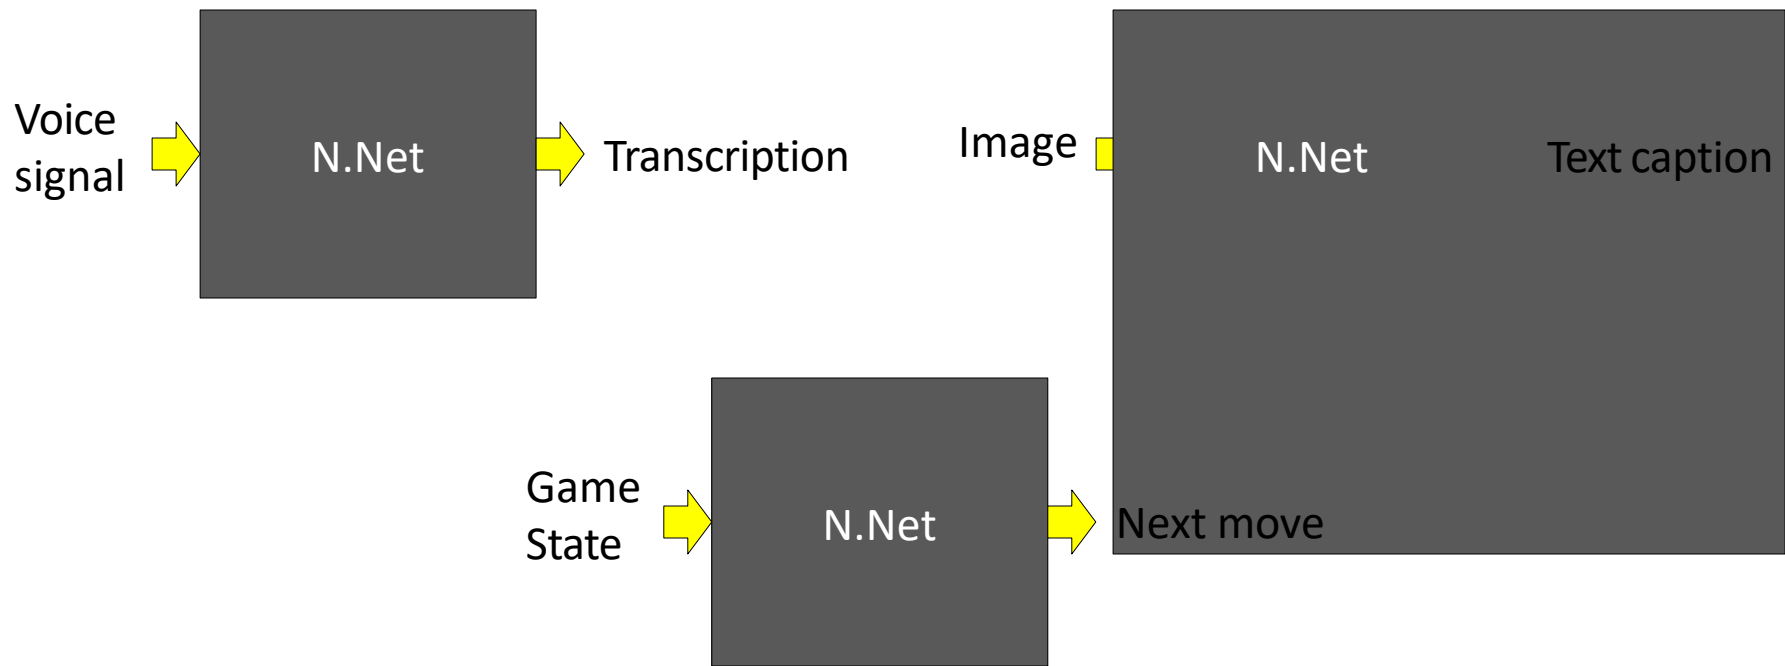 Voice
signal
N.Net
Transcription
Image
N.Net
Text caption
Game
State
N.Net
Next move